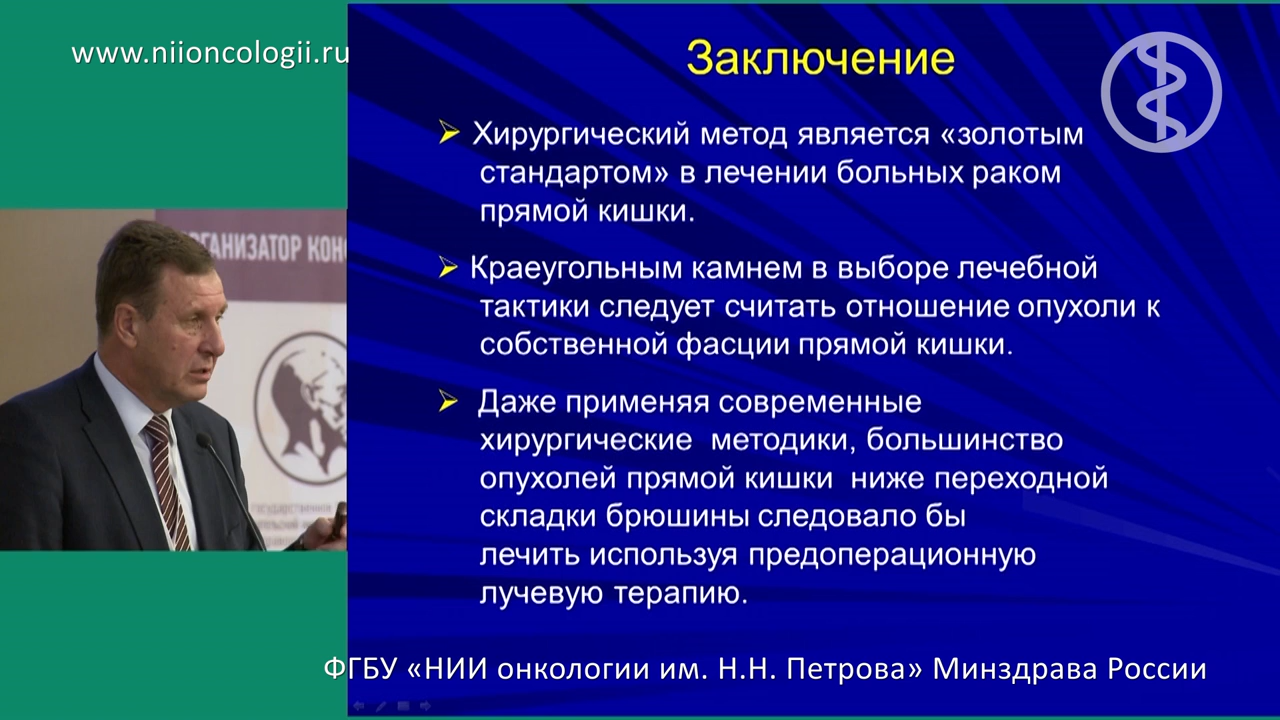 www.niioncologii.ru
Заключение
Хирургический метод является «золотым
стандартом» в лечении больных раком
прямой кишки.
Краеугольным камнем в выборе лечебной
тактики следует считать отношение опухоли к
собственной фасции прямой кишки.
Даже применяя современные
хирургические методики, большинство
опухолей прямой кишки ниже переходной
складки брюшины следовало бы
лечить используя предоперационную
лучевую терапию.
ОРГАНИЗАТОР
ФГБУ «НИИ онкологии им. Н.Н. Петрова» Минздрава России